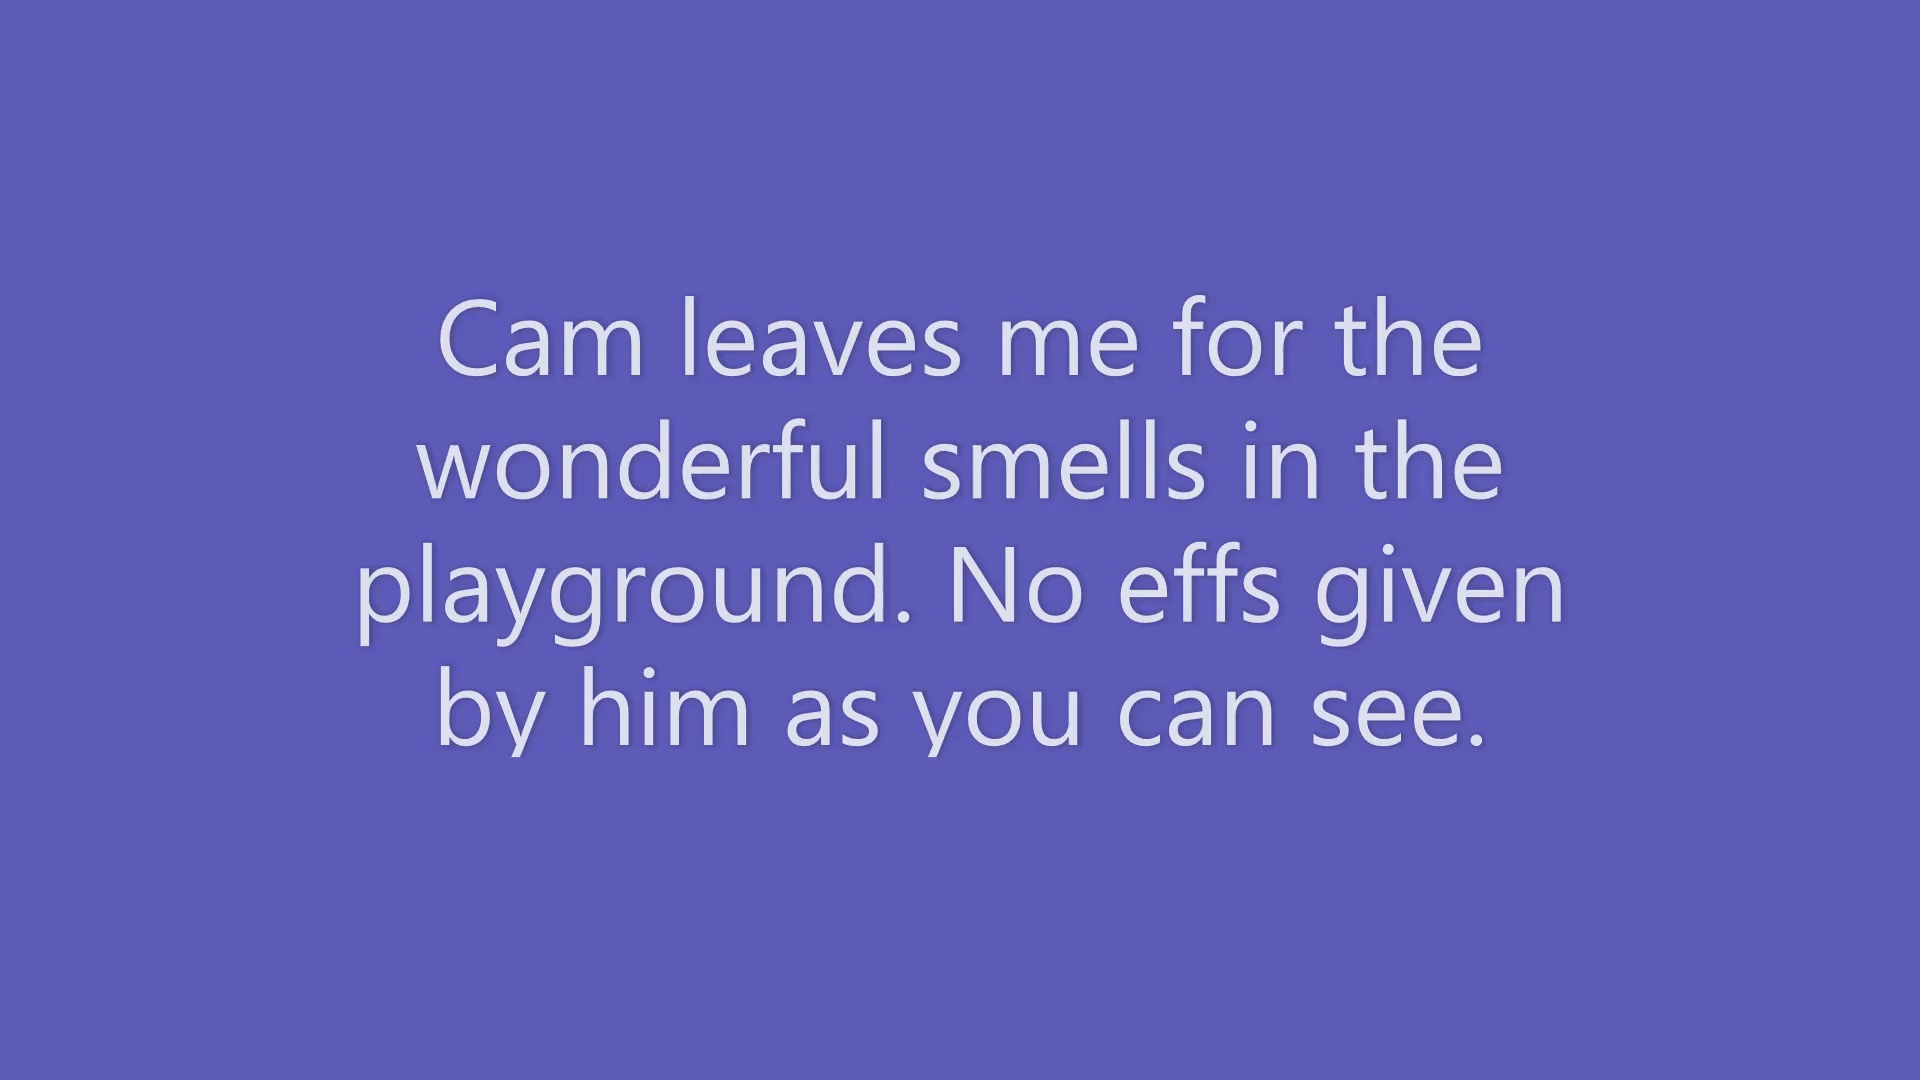 Cam leaves me for the
wonderful smells in the
playground. No effs given
by him as you can see.